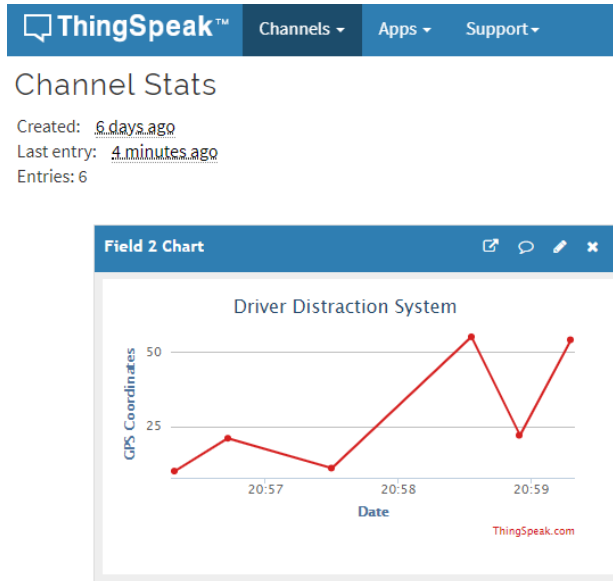 ThingSpeak™ Channels Apps Support
Channel Stats
Created: 6 days ago
Last entry: 4 minutes ago
Entries: 6
Field 2 Chart
Driver Distraction System
GPS Coordinates
50
25
20:57 20:58 20:59
Date
ThingSpeak.com